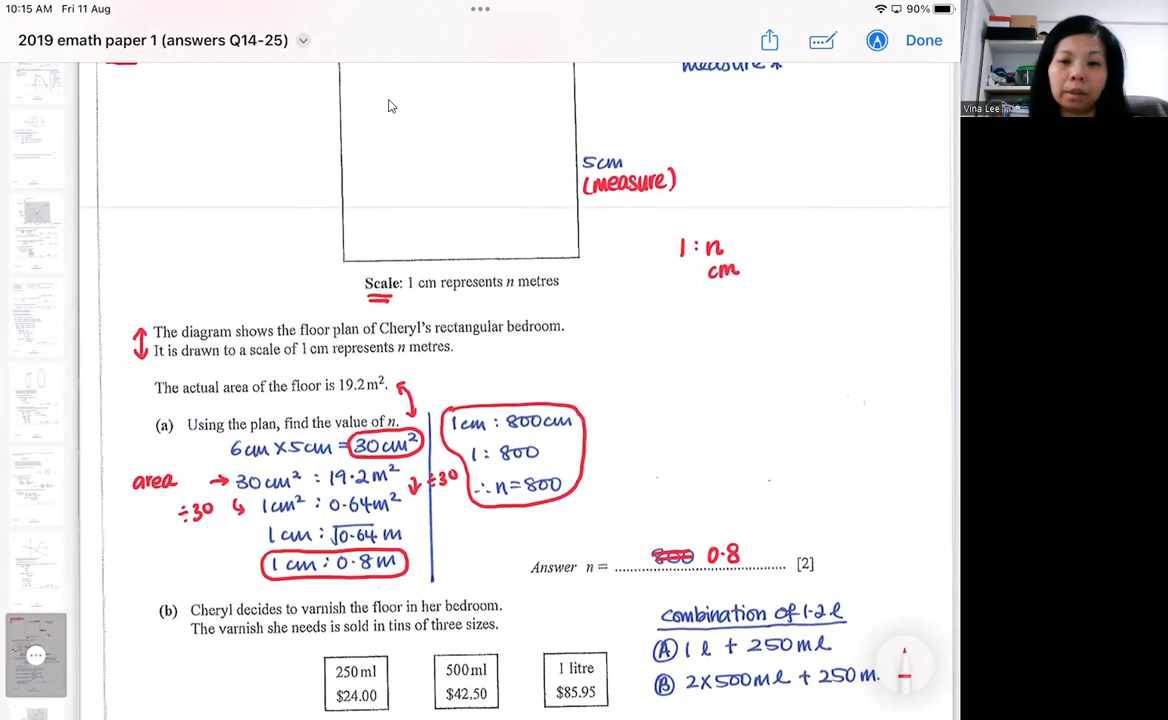 10:15 AM Fri 11 Aug
90%
2019 emath paper 1 (answers Q14-25)
Done
Vina Lee
measure *
5cm
(measure)
1 : n
cm
Scale: 1 cm represents n metres
The diagram shows the floor plan of Cheryl's rectangular bedroom.
It is drawn to a scale of 1 cm represents n metres.
The actual area of the floor is 19.2 m².
(a) Using the plan, find the value of n.
6cm × 5cm = 30cm²
area → 30cm² : 19.2m² ÷30
÷30 1cm² : 0.64m²
1cm : √0.64 m
1cm : 0.8m
1cm : 800cm
1 : 800
∴ n = 800
Answer n = 800 0.8 [2]
(b) Cheryl decides to varnish the floor in her bedroom.
The varnish she needs is sold in tins of three sizes.
250 ml
$24.00
500 ml
$42.50
1 litre
$85.95
combination of 1.2 l
(A) 1 l + 250ml
(B) 2×500ml + 250m